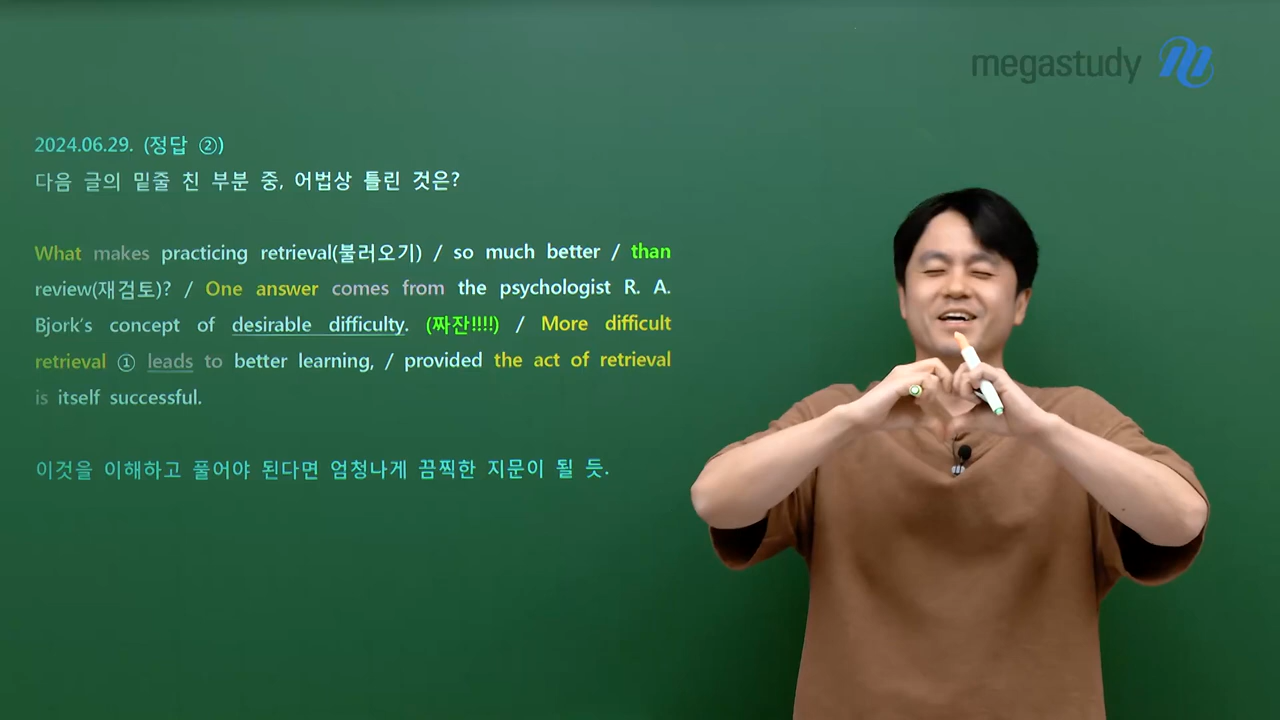 megastudy
2024.06.29. (정답 ②)
다음 글의 밑줄 친 부분 중, 어법상 틀린 것은?
What makes practicing retrieval(불러오기) / so much better / than
review(재검토)? / One answer comes from the psychologist R. A.
Bjork's concept of desirable difficulty. (짜잔!!!!) / More difficult
retrieval ① leads to better learning, / provided the act of retrieval
is itself successful.
이것을 이해하고 풀어야 된다면 엄청나게 끔찍한 지문이 될 듯.